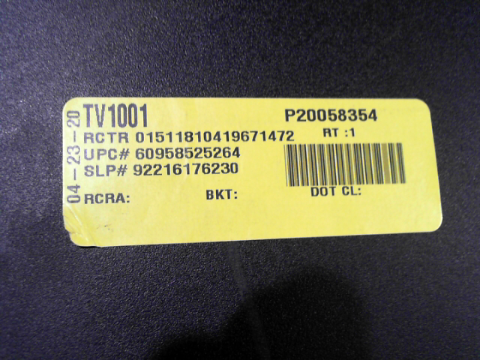 04-23-20
TV1001 P20058354
RCTR 01511810419671472 RT :1
UPC# 60958525264
SLP# 92216176230
RCRA: BKT: DOT CL: